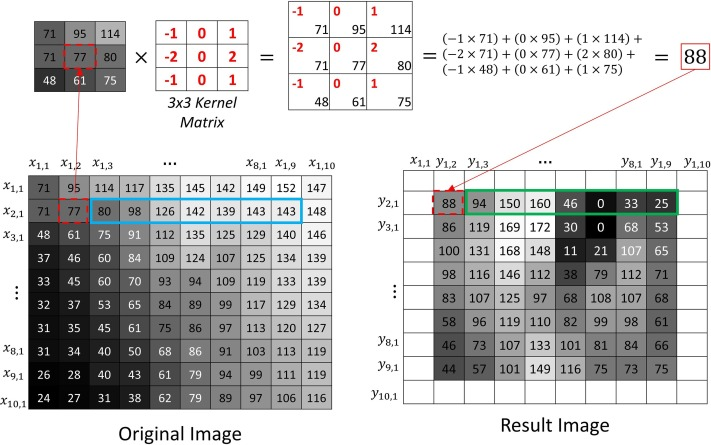 71 95 114
71 77 80
48 61 75
×
-1 0 1
-2 0 2
-1 0 1
3x3 Kernel
Matrix
=
-1 0 1
71 95 114
-2 0 2
71 77 80
-1 0 1
48 61 75
=
(−1 × 71) + (0 × 95) + (1 × 114) +
(−2 × 71) + (0 × 77) + (2 × 80) +
(−1 × 48) + (0 × 61) + (1 × 75)
= 88
x1,1 x1,2 x1,3 ... x8,1 x1,9 x1,10
x1,1 71 95 114 117 135 145 142 149 152 147
x2,1 71 77 80 98 126 142 139 143 143 148
x3,1 48 61 75 91 112 135 125 129 140 146
37 46 60 84 109 124 107 125 134 139
33 45 60 70 93 94 109 119 133 139
⋮ 32 37 53 65 84 89 99 117 129 134
31 35 45 61 75 86 97 113 120 127
x8,1 31 34 40 50 68 86 91 103 113 119
x9,1 26 28 40 43 61 79 94 99 111 119
x10,1 24 27 31 38 62 79 89 97 106 116
Original Image
x1,1 y1,2 y1,3 ... y8,1 y1,9 y1,10
y2,1 88 94 150 160 46 0 33 25
y3,1 86 119 169 172 30 0 68 53
100 131 168 148 11 21 107 65
98 116 146 112 38 79 112 71
⋮ 83 107 125 97 68 108 107 68
58 96 119 110 82 99 98 61
y8,1 46 73 107 133 101 81 84 66
y9,1 44 57 101 149 116 75 73 75
y10,1
Result Image